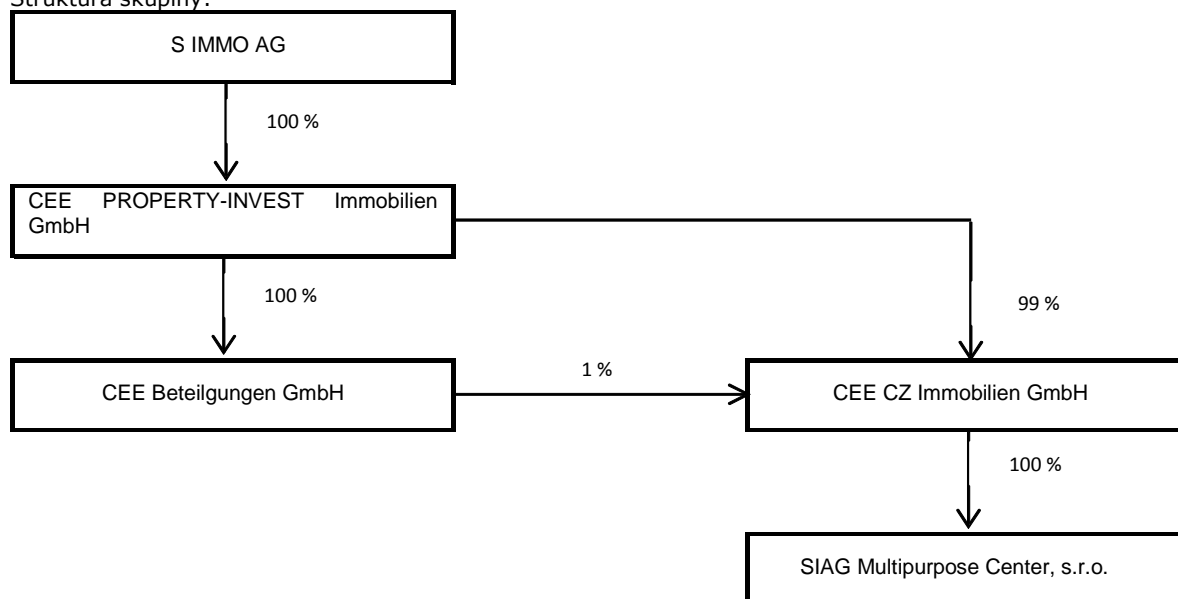 Struktura skupiny:
S IMMO AG
100 %
CEE PROPERTY-INVEST Immobilien
GmbH
100 %
99 %
CEE Beteilgungen GmbH
1 %
CEE CZ Immobilien GmbH
100 %
SIAG Multipurpose Center, s.r.o.